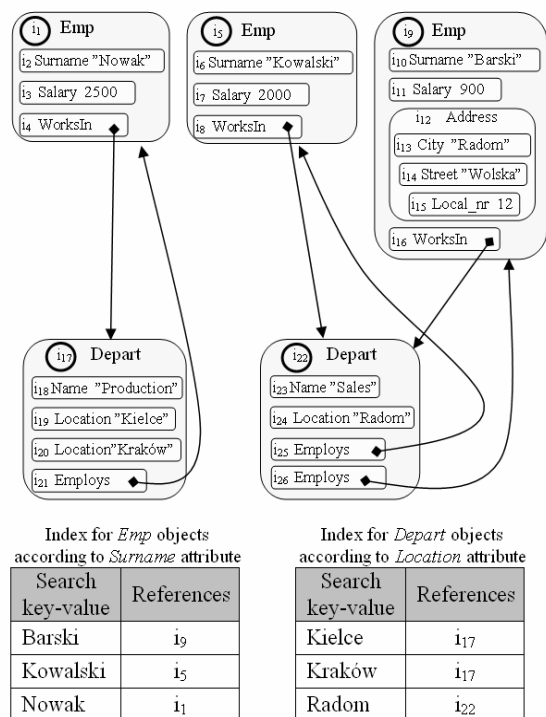 i1 Emp
i2 Surname "Nowak"
i3 Salary 2500
i4 WorksIn
i5 Emp
i6 Surname "Kowalski"
i7 Salary 2000
i8 WorksIn
i9 Emp
i10 Surname "Barski"
i11 Salary 900
i12 Address
i13 City "Radom"
i14 Street "Wolska"
i15 Local_nr 12
i16 WorksIn
i17 Depart
i18 Name "Production"
i19 Location "Kielce"
i20 Location "Kraków"
i21 Employs
i22 Depart
i23 Name "Sales"
i24 Location "Radom"
i25 Employs
i26 Employs
Index for Emp objects
according to Surname attribute
Search
key-value References
Barski i9
Kowalski i5
Nowak i1
Index for Depart objects
according to Location attribute
Search
key-value References
Kielce i17
Kraków i17
Radom i22